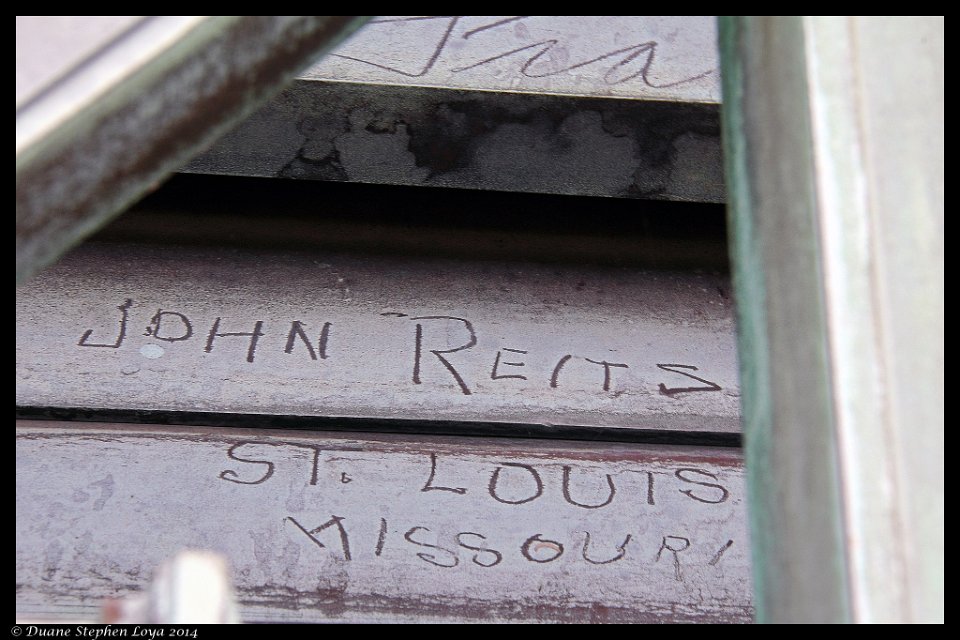 JOHN REITS
ST. LOUIS
MISSOURI
© Duane Stephen Loya 2014